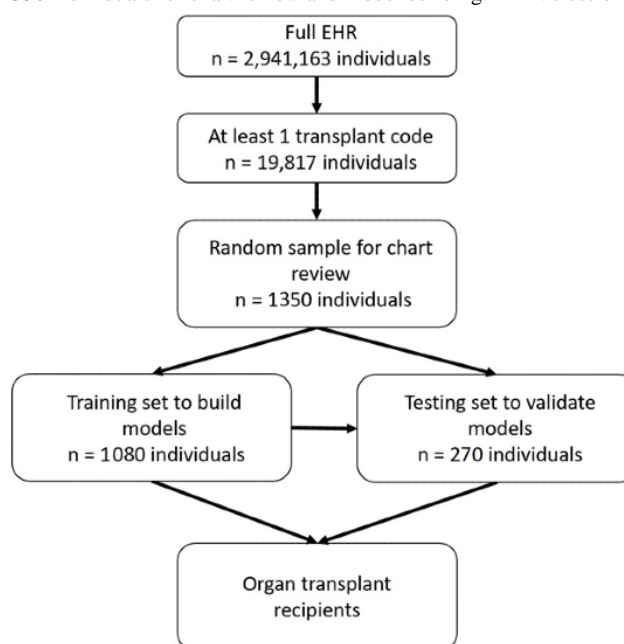 Full EHR
n = 2,941,163 individuals
At least 1 transplant code
n = 19,817 individuals
Random sample for chart
review
n = 1350 individuals
Training set to build
models
n = 1080 individuals
Testing set to validate
models
n = 270 individuals
Organ transplant
recipients